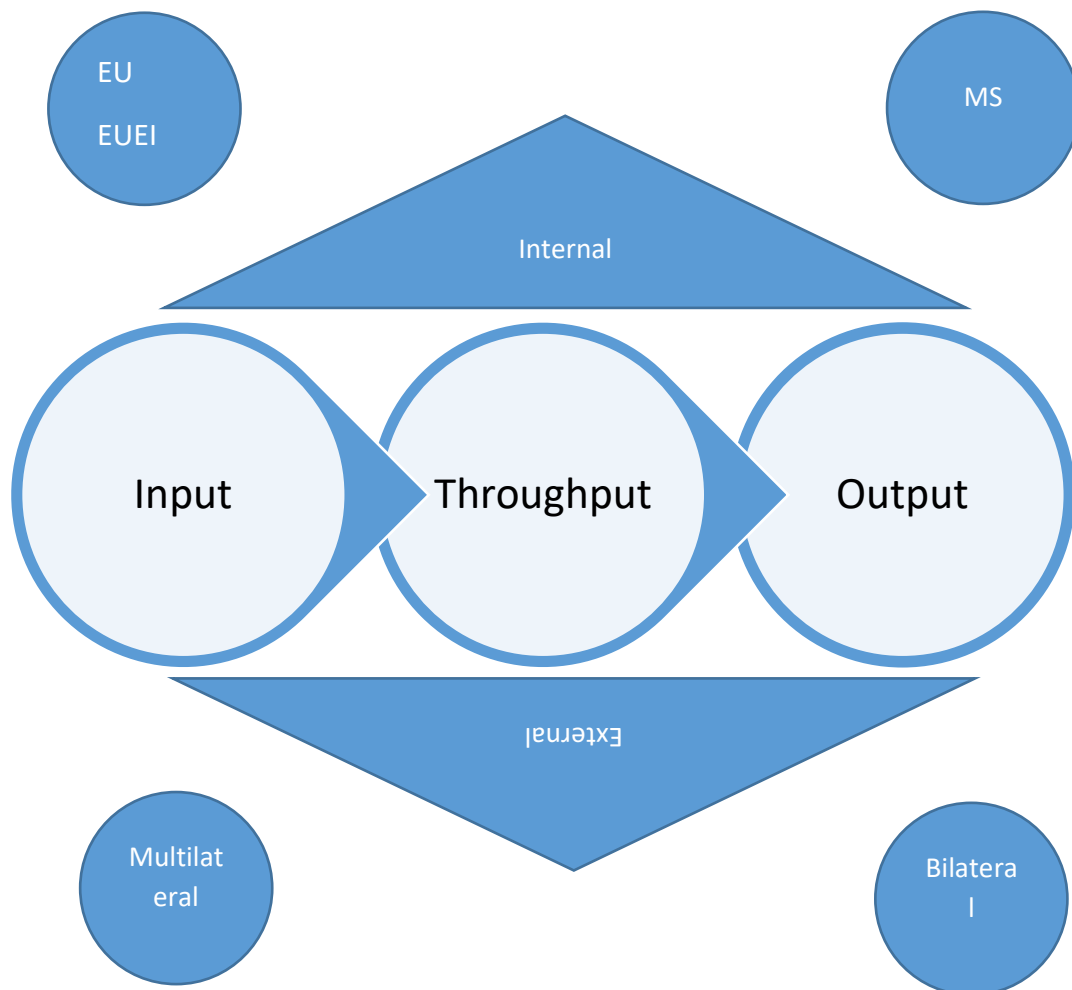 EU
EUEI
MS
Internal
Input
Throughput
Output
External
Multilat
eral
Bilatera
l